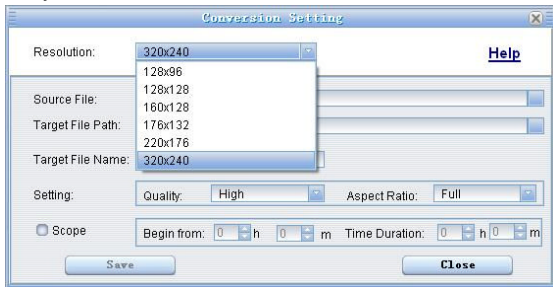 Conversion Setting
Resolution: 320x240 Help
128x96
128x128
160x128
176x132
220x176
320x240
Source File:
Target File Path:
Target File Name:
Setting: Quality: High Aspect Ratio: Full
Scope Begin from: 0 h 0 m Time Duration: 0 h 0 m
Save Close